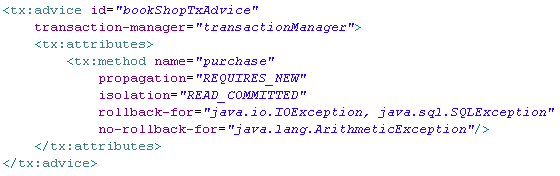 <tx:advice id="bookShopTxAdvice"
transaction-manager="transactionManager">
<tx:attributes>
<tx:method name="purchase"
propagation="REQUIRES_NEW"
isolation="READ_COMMITTED"
rollback-for="java.io.IOException, java.sql.SQLException"
no-rollback-for="java.lang.ArithmeticException"/>
</tx:attributes>
</tx:advice>